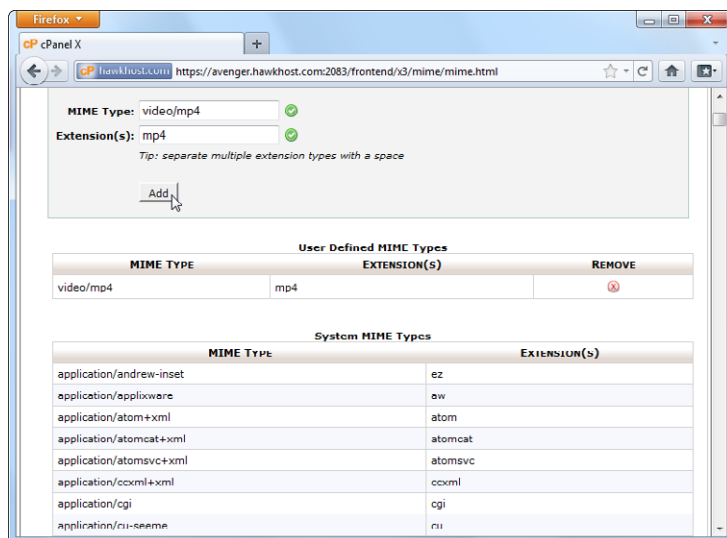 Firefox
cP cPanel X
cP hawkhost.com https://avenger.hawkhost.com:2083/frontend/x3/mime/mime.html
MIME Type: video/mp4
Extension(s): mp4
Tip: separate multiple extension types with a space
Add
User Defined MIME Types
MIME TYPE EXTENSION(S) REMOVE
video/mp4 mp4
System MIME Types
MIME TYPE EXTENSION(S)
application/andrew-inset ez
application/applixware aw
application/atom+xml atom
application/atomcat+xml atomcat
application/atomsvc+xml atomsvc
application/ccxml+xml ccxml
application/cgi cgi
application/cu-seeme cu